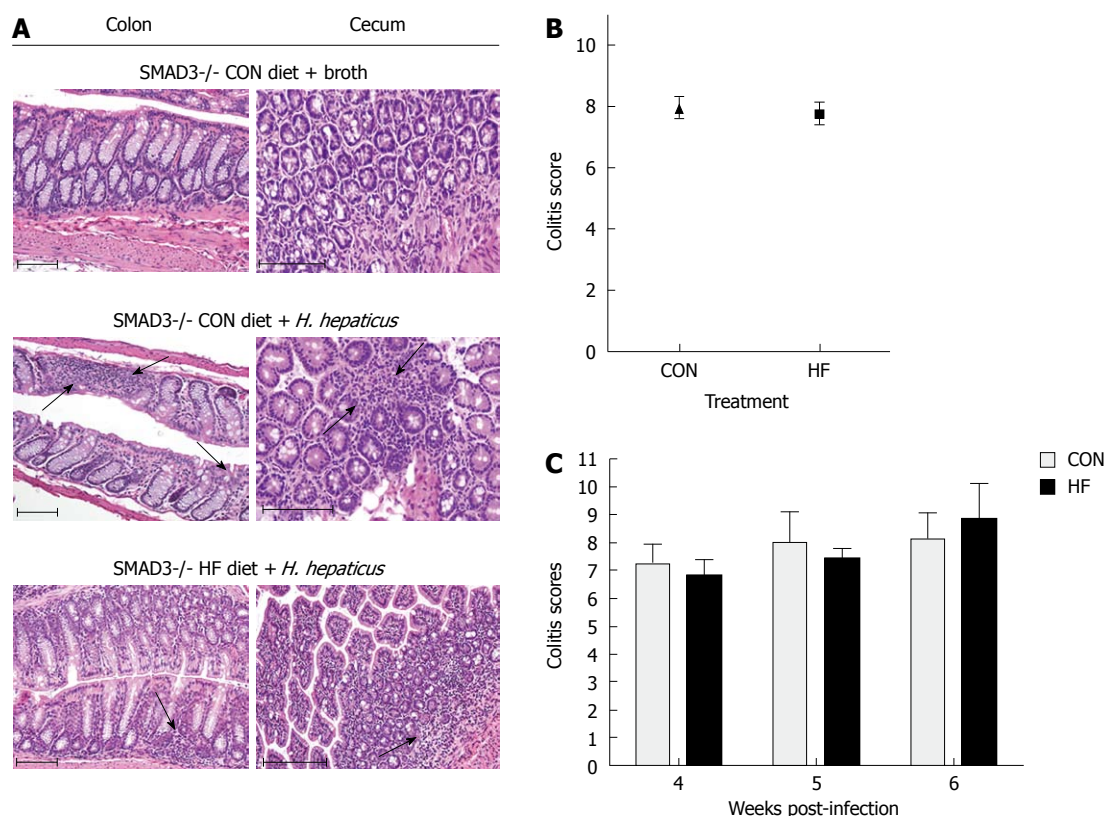 A
Colon Cecum
SMAD3-/- CON diet + broth
SMAD3-/- CON diet + H. hepaticus
SMAD3-/- HF diet + H. hepaticus
B
10
8
6
4
2
0
Colitis score
CON HF
Treatment
C
CON
HF
11
10
9
8
7
6
5
4
3
2
1
0
Colitis scores
4 5 6
Weeks post-infection